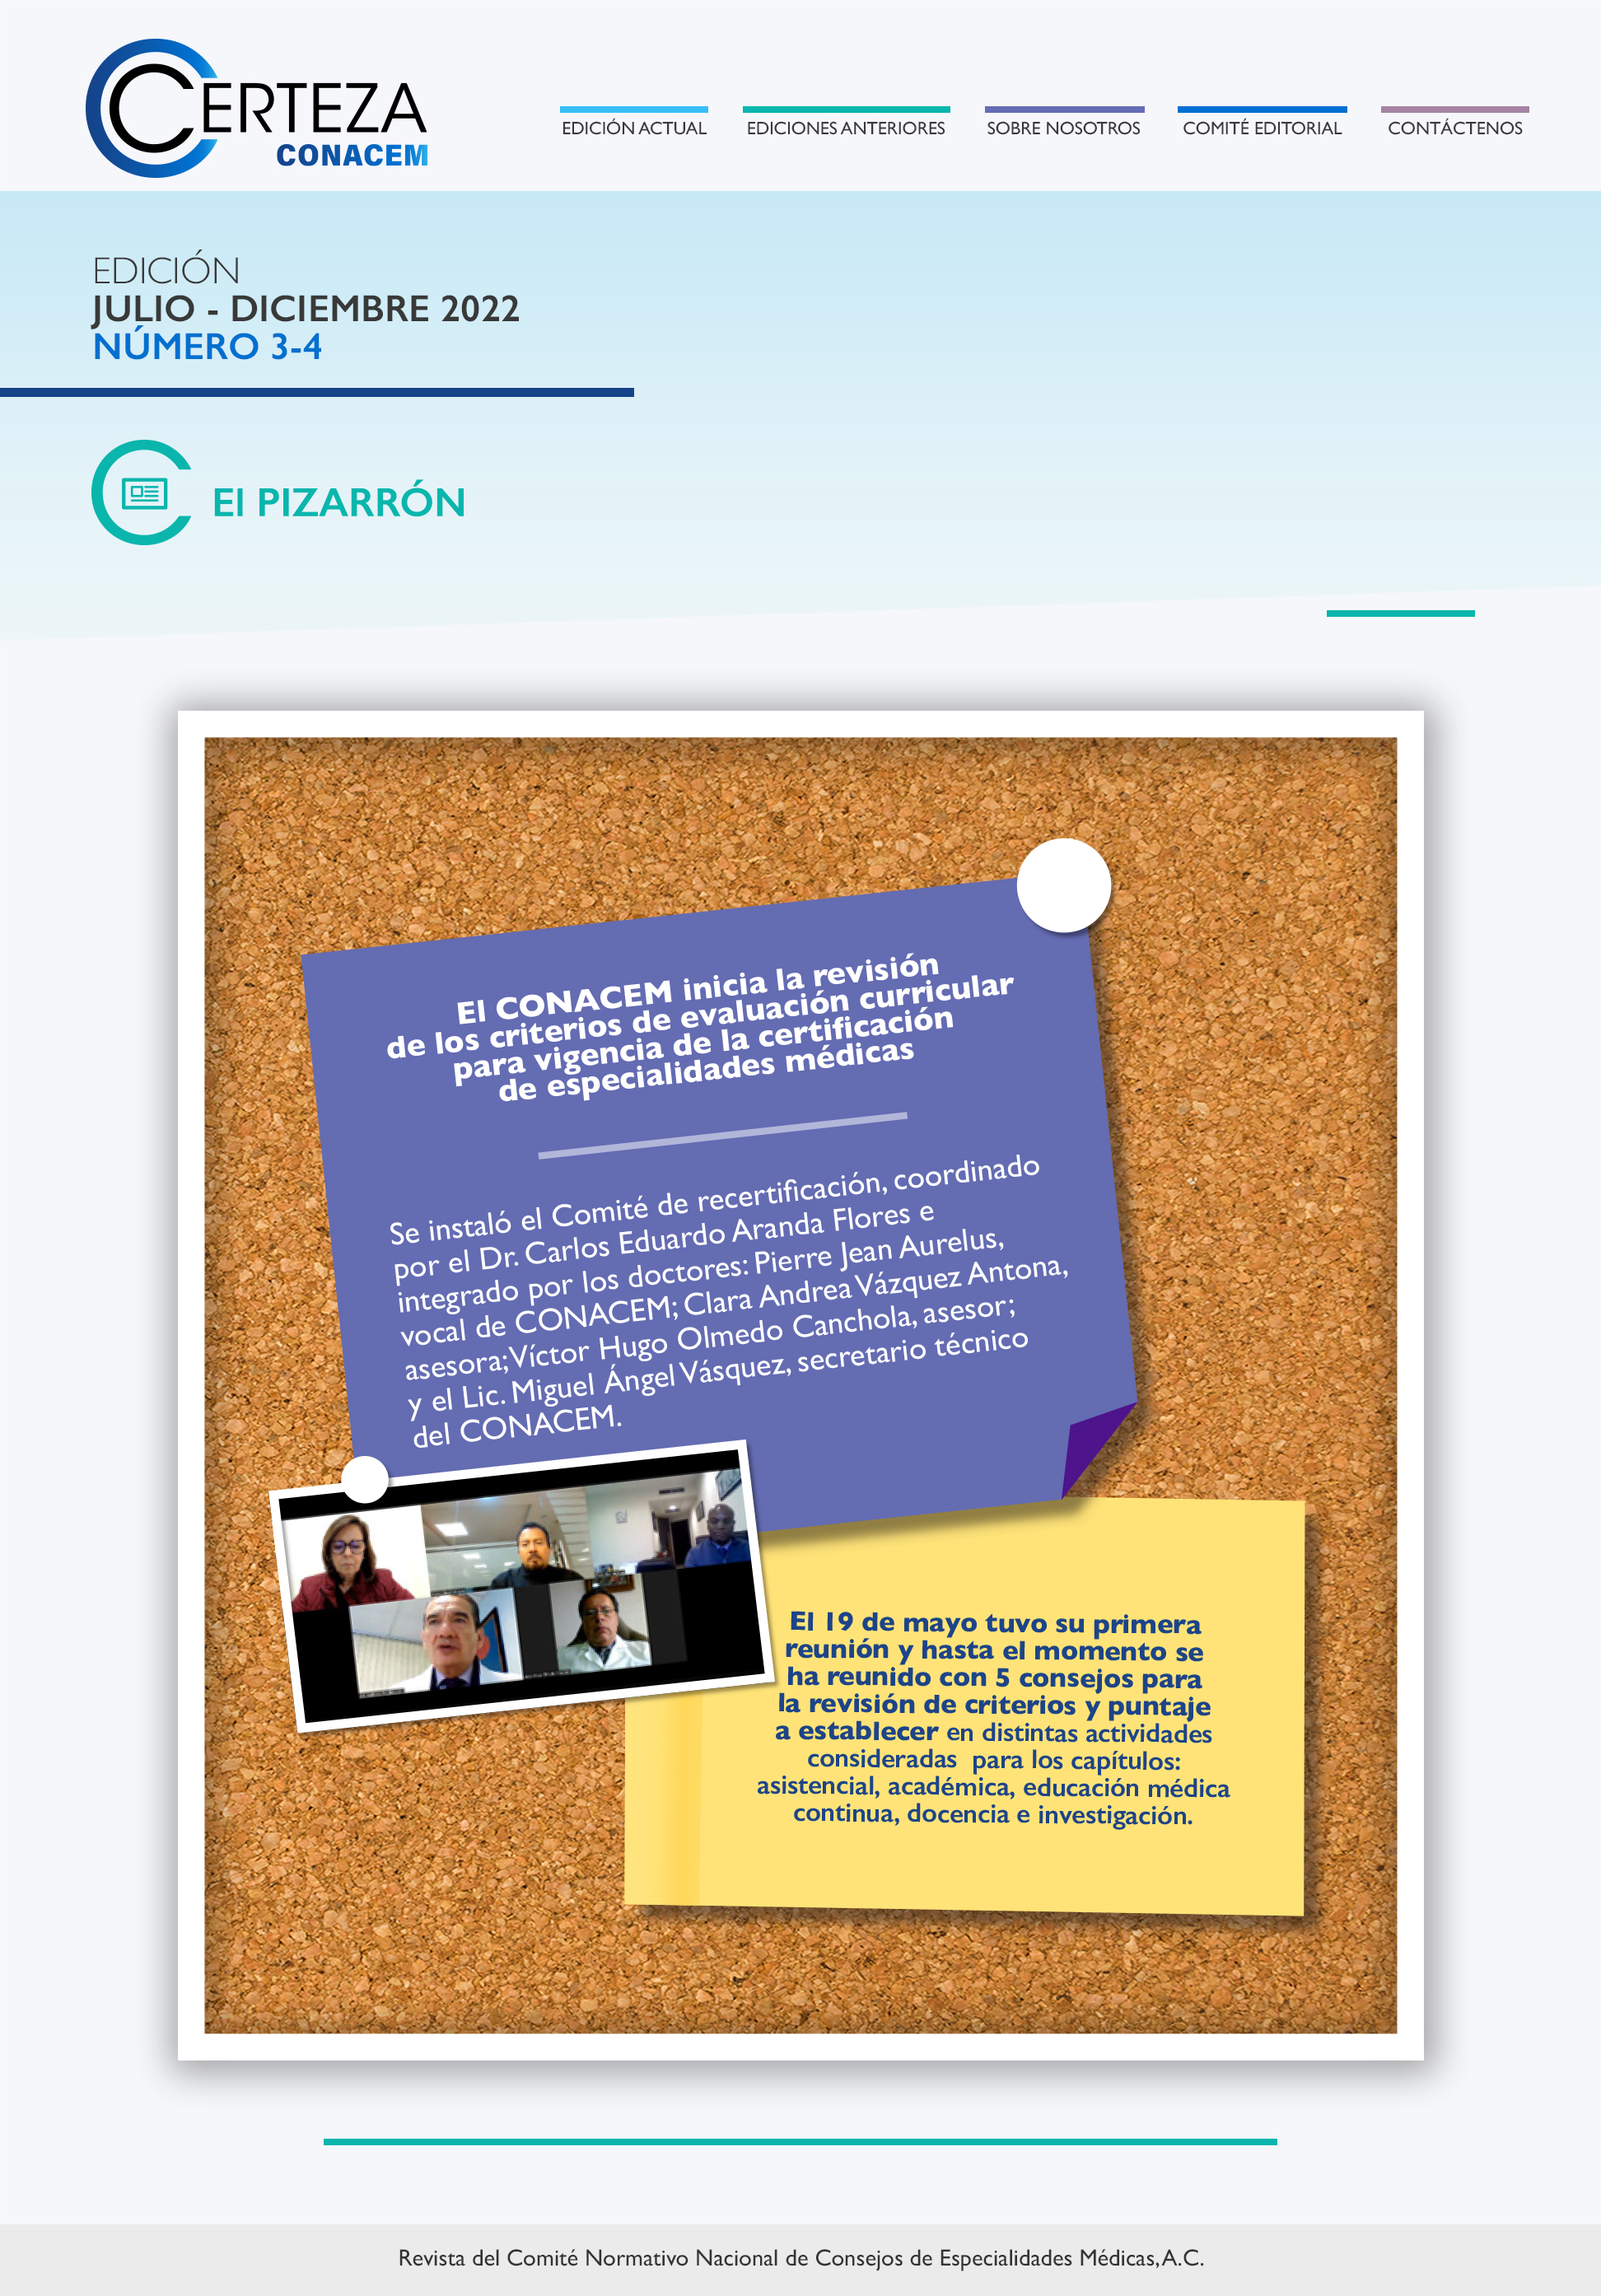 CERTEZA
CONACEM
EDICIÓN ACTUAL
EDICIONES ANTERIORES
SOBRE NOSOTROS
COMITÉ EDITORIAL
CONTÁCTENOS
EDICIÓN
JULIO - DICIEMBRE 2022
NÚMERO 3-4
El PIZARRÓN
El CONACEM inicia la revisión
de los criterios de evaluación curricular
para vigencia de la certificación
de especialidades médicas
Se instaló el Comité de recertificación, coordinado
por el Dr. Carlos Eduardo Aranda Flores e
integrado por los doctores: Pierre Jean Aurelus,
vocal de CONACEM; Clara Andrea Vázquez Antona,
asesora; Víctor Hugo Olmedo Canchola, asesor;
y el Lic. Miguel Ángel Vásquez, secretario técnico
del CONACEM.
El 19 de mayo tuvo su primera
reunión y hasta el momento se
ha reunido con 5 consejos para
la revisión de criterios y puntaje
a establecer en distintas actividades
consideradas para los capítulos:
asistencial, académica, educación médica
continua, docencia e investigación.
Revista del Comité Normativo Nacional de Consejos de Especialidades Médicas, A.C.